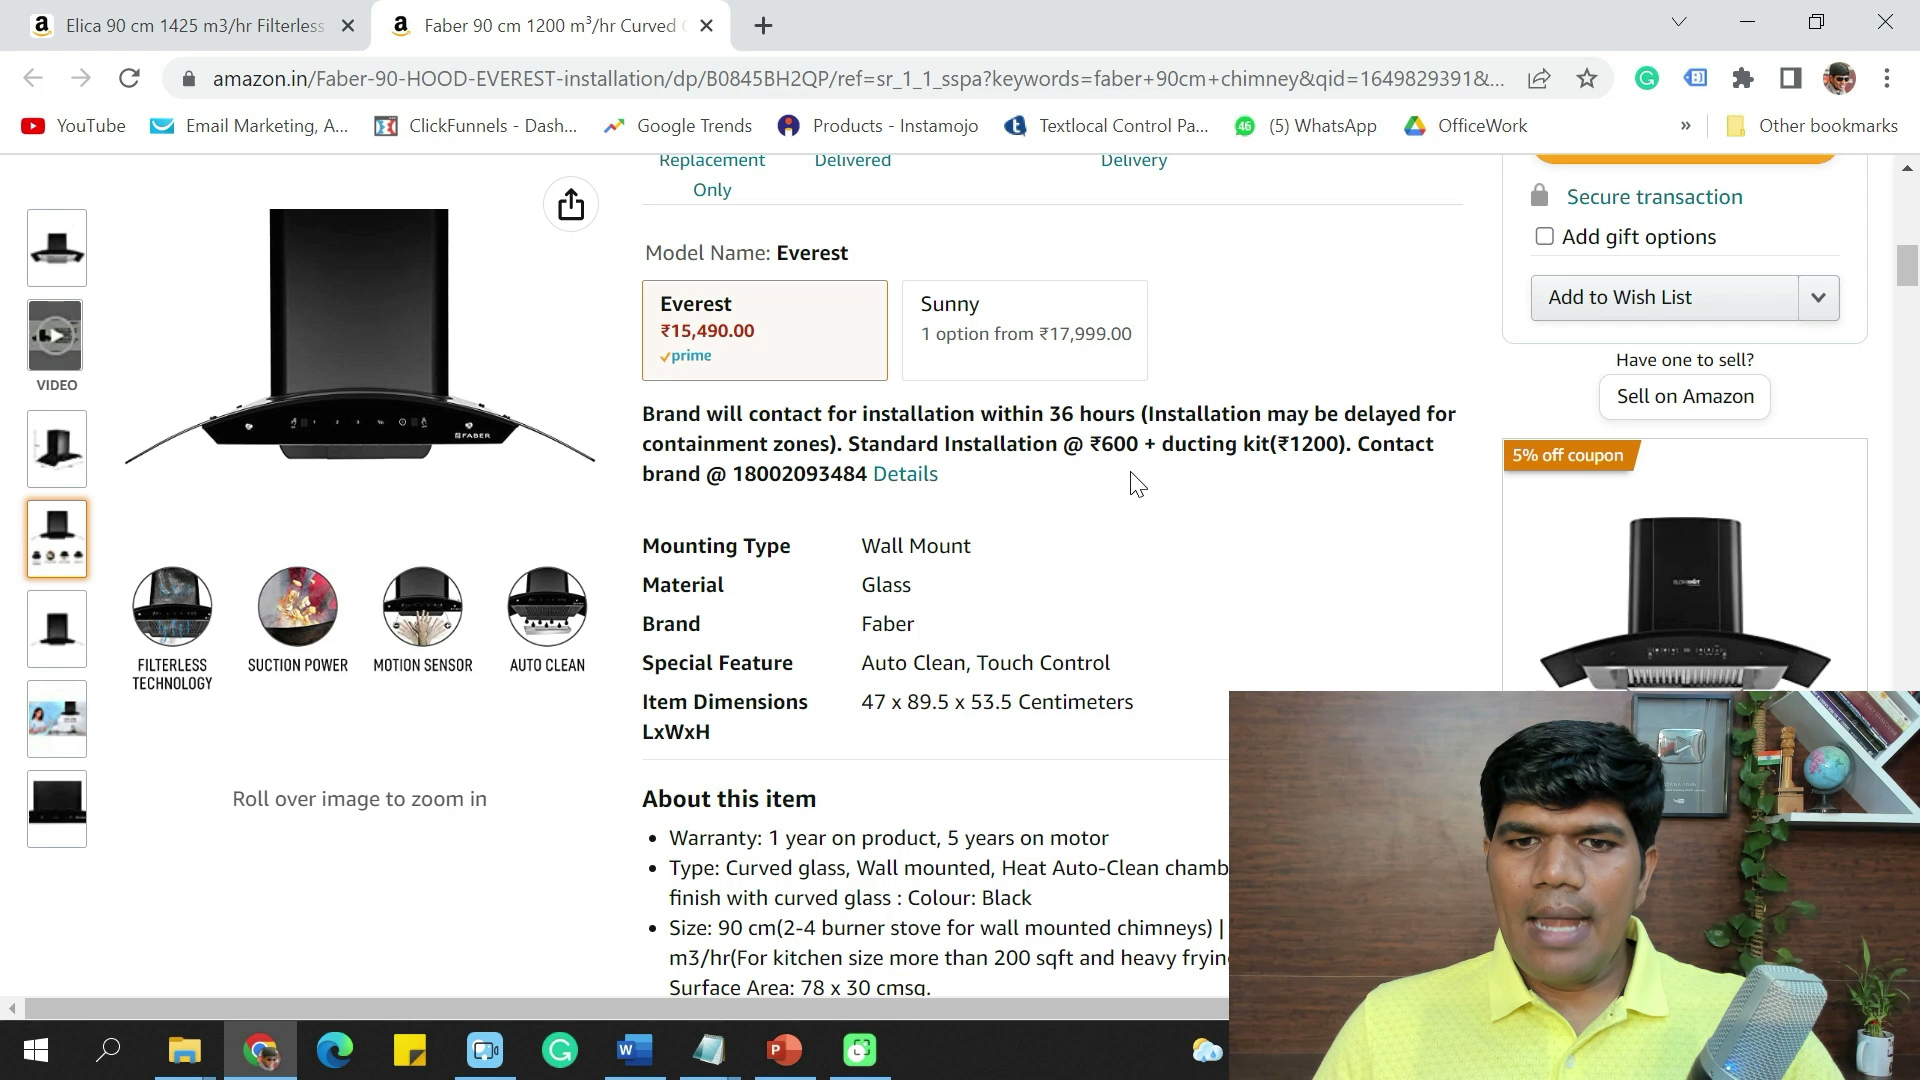 Elica 90 cm 1425 m3/hr Filterless
Faber 90 cm 1200 m³/hr Curved
amazon.in/Faber-90-HOOD-EVEREST-installation/dp/B0845BH2QP/ref=sr_1_1_sspa?keywords=faber+90cm+chimney&qid=1649829391&...
YouTube
Email Marketing, A...
ClickFunnels - Dash...
Google Trends
Products - Instamojo
Textlocal Control Pa...
46
(5) WhatsApp
OfficeWork
»
Other bookmarks
Replacement
Only
Delivered
Delivery
Model Name: Everest
Everest
₹15,490.00
prime
Sunny
1 option from ₹17,999.00
Brand will contact for installation within 36 hours (Installation may be delayed for
containment zones). Standard Installation @ ₹600 + ducting kit(₹1200). Contact
brand @ 18002093484 Details
Mounting Type Wall Mount
Material Glass
Brand Faber
Special Feature Auto Clean, Touch Control
Item Dimensions 47 x 89.5 x 53.5 Centimeters
LxWxH
About this item
• Warranty: 1 year on product, 5 years on motor
• Type: Curved glass, Wall mounted, Heat Auto-Clean chamb
finish with curved glass : Colour: Black
• Size: 90 cm(2-4 burner stove for wall mounted chimneys) |
m3/hr(For kitchen size more than 200 sqft and heavy fryin
Surface Area: 78 x 30 cmsq.
VIDEO
FABER
FILTERLESS
TECHNOLOGY
SUCTION POWER
MOTION SENSOR
AUTO CLEAN
Roll over image to zoom in
Secure transaction
Add gift options
Add to Wish List
Have one to sell?
Sell on Amazon
5% off coupon